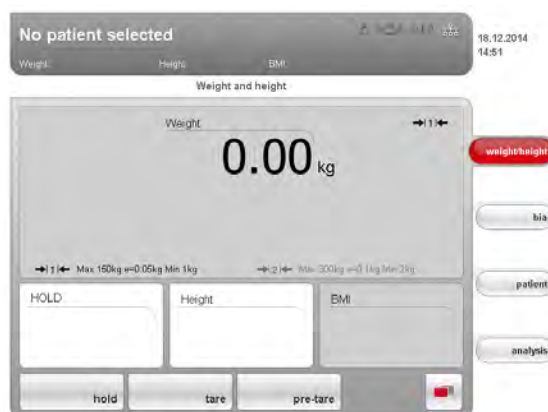 No patient selected
18.12.2014
14:51
Weight: Height: BMI:
Weight and height
Weight
→|1|←
0.00 kg
→|1|← Max 150kg e=0.05kg Min 1kg
→|2|← Max 300kg e=0.1kg Min 2kg
HOLD
Height
BMI
hold
tare
pre-tare
weight/height
bia
patient
analysis